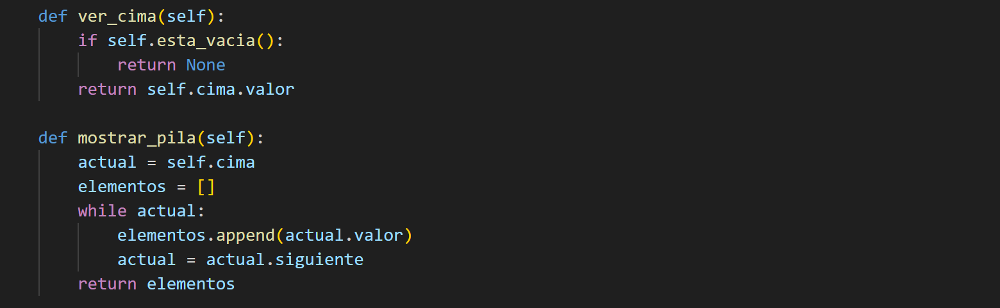 def ver_cima(self):
    if self.esta_vacia():
        return None
    return self.cima.valor

def mostrar_pila(self):
    actual = self.cima
    elementos = []
    while actual:
        elementos.append(actual.valor)
        actual = actual.siguiente
    return elementos